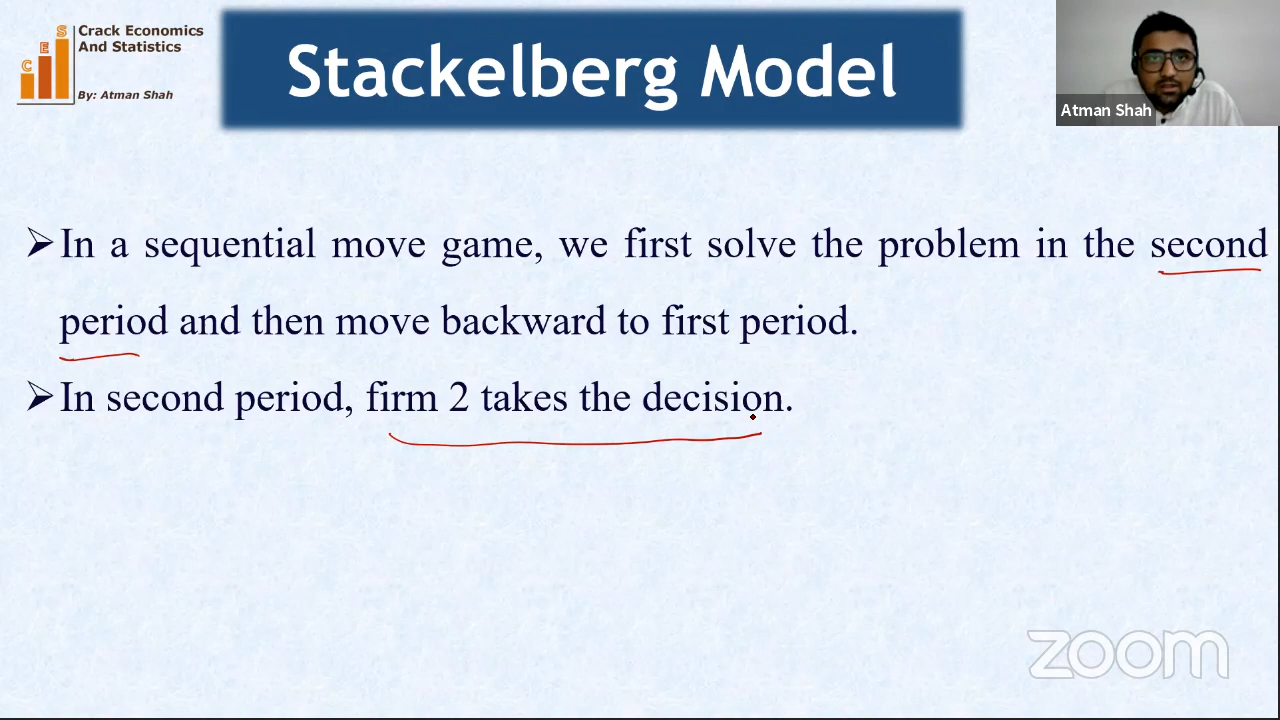 C E S
Crack Economics
And Statistics
By: Atman Shah
Stackelberg Model
Atman Shah
➢In a sequential move game, we first solve the problem in the second
period and then move backward to first period.
➢In second period, firm 2 takes the decision.
zoom